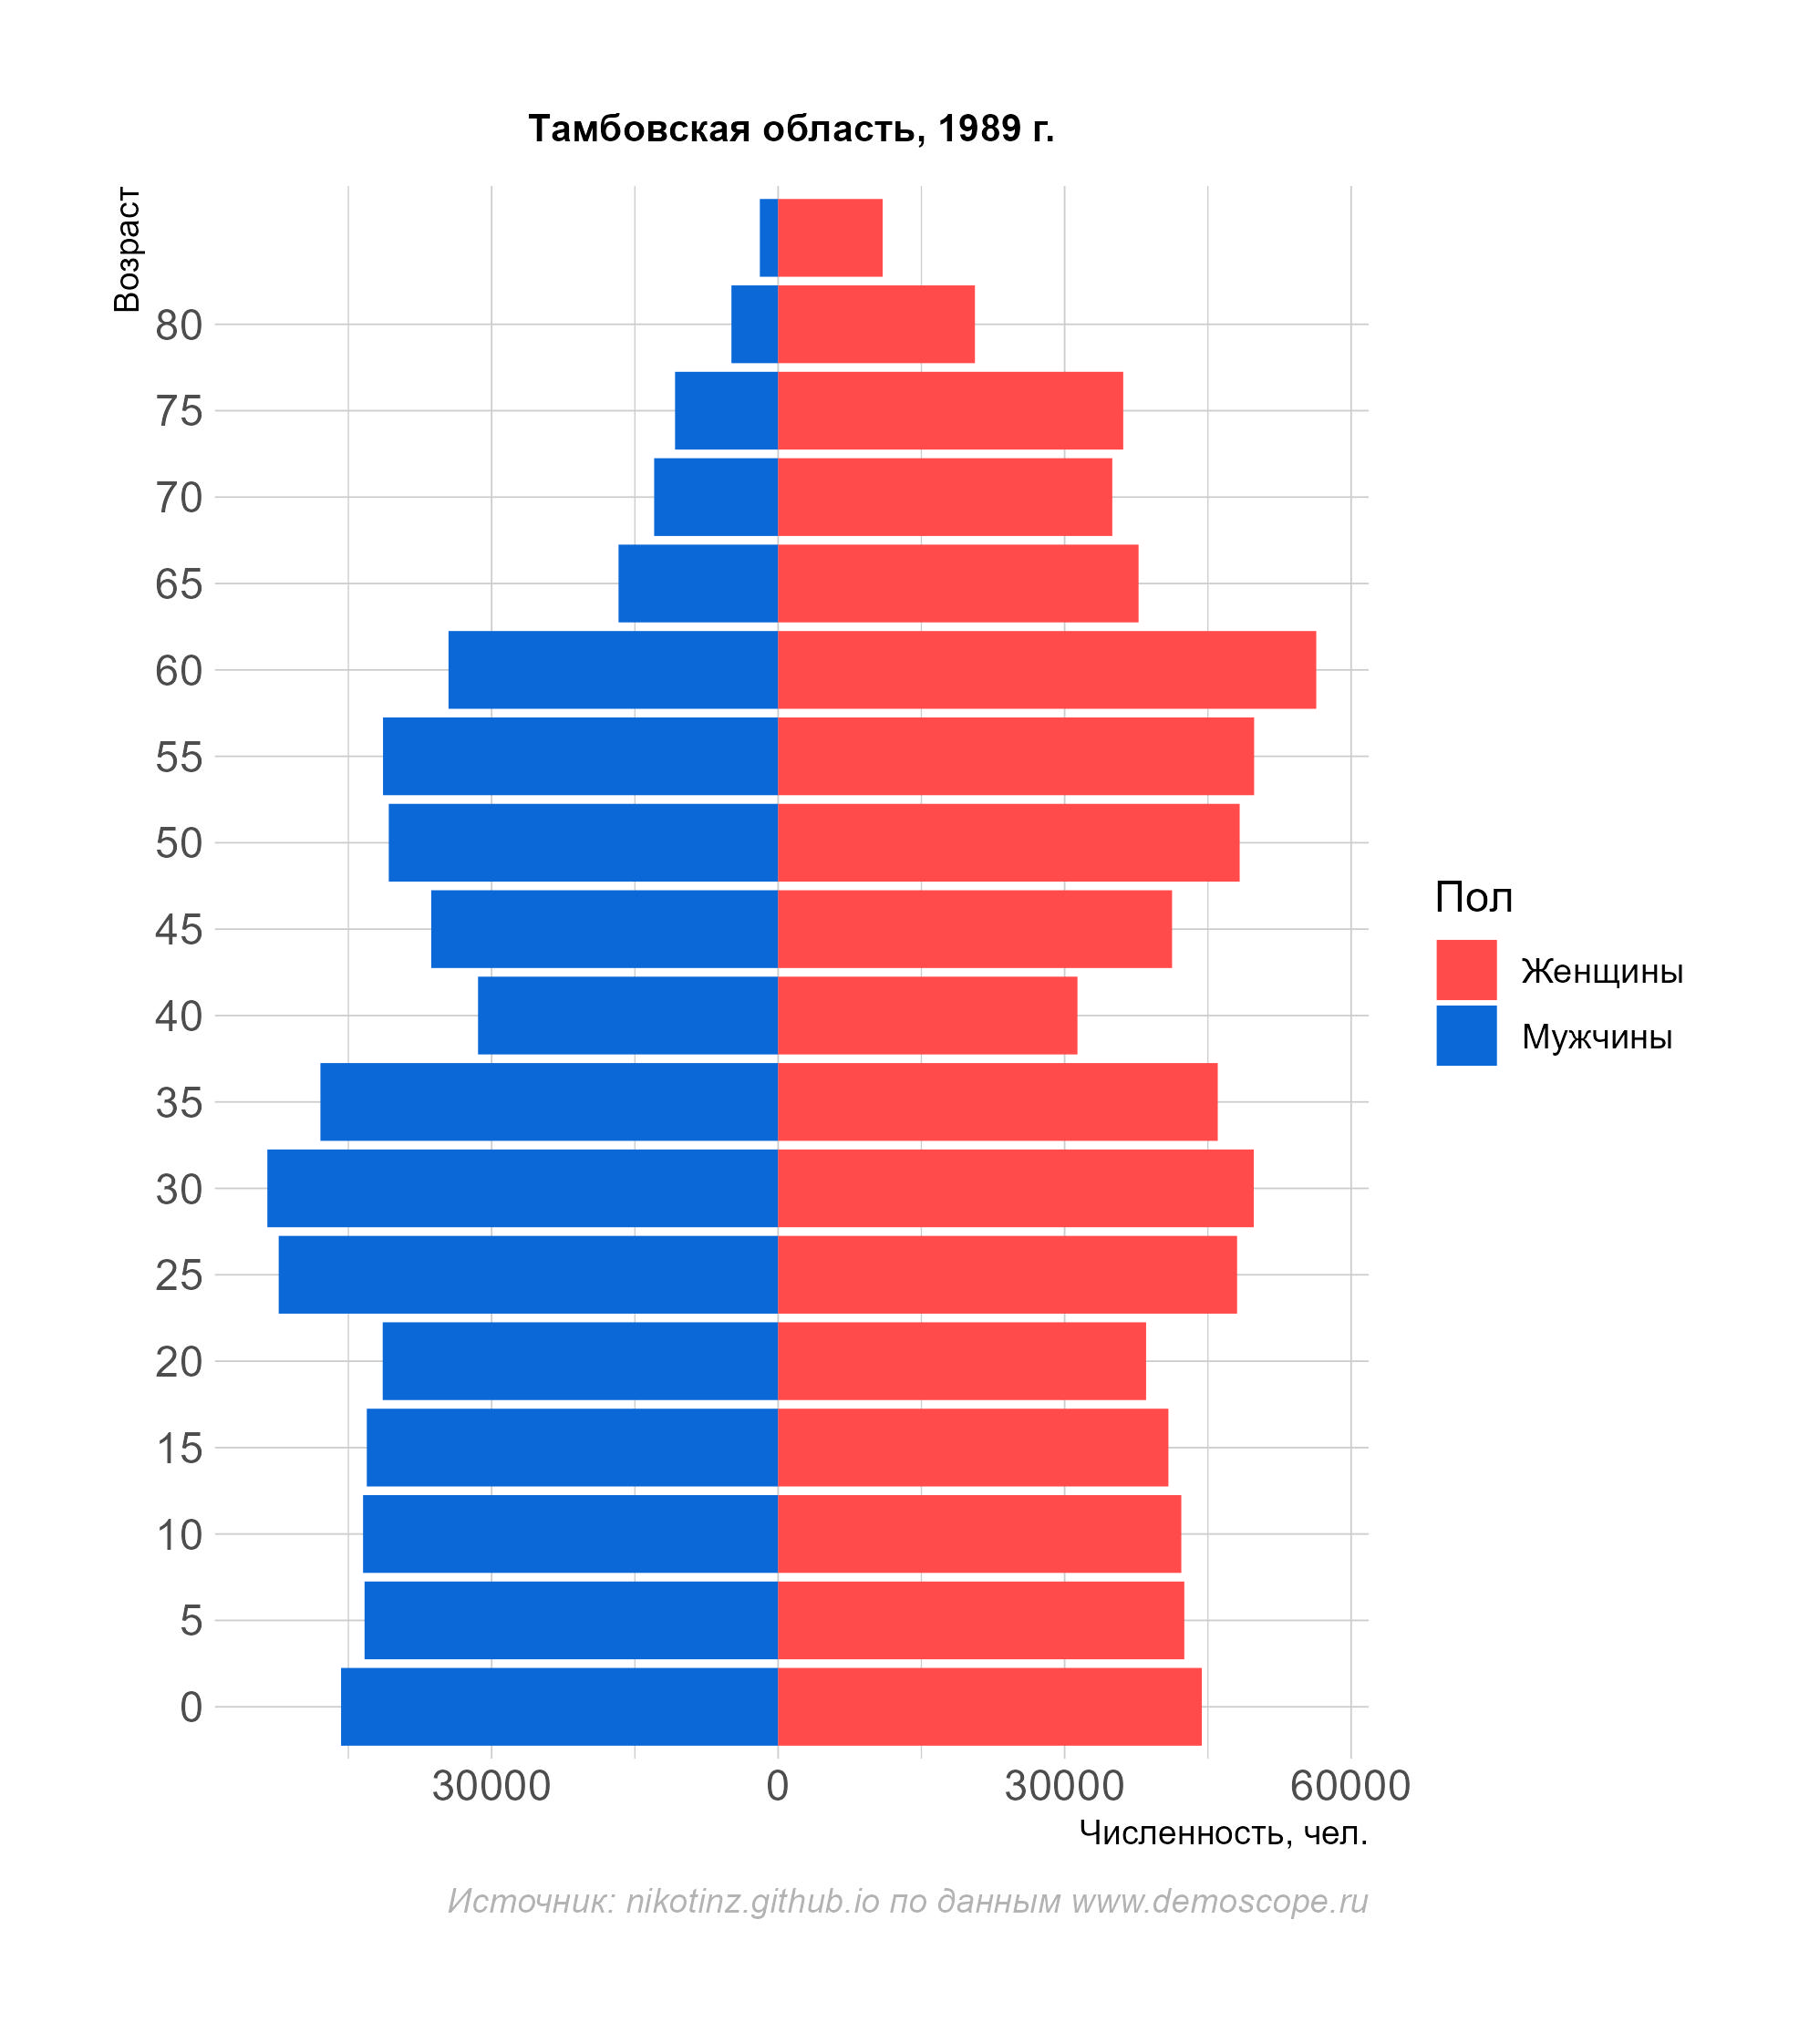 Тамбовская область, 1989 г.
Возраст
80
75
70
65
60
55
50
45
40
35
30
25
20
15
10
5
0
30000 0 30000 60000
Численность, чел.
Пол
Женщины
Мужчины
Источник: nikotinz.github.io по данным www.demoscope.ru